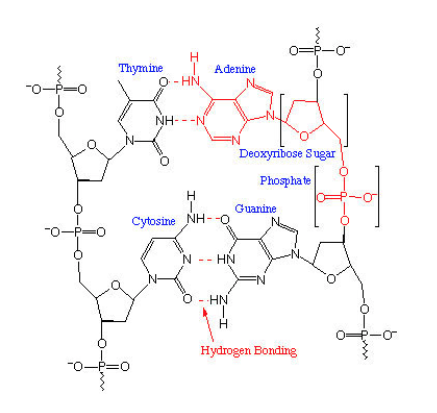 Thymine
Adenine
Deoxyribose Sugar
Phosphate
Cytosine
Guanine
Hydrogen Bonding